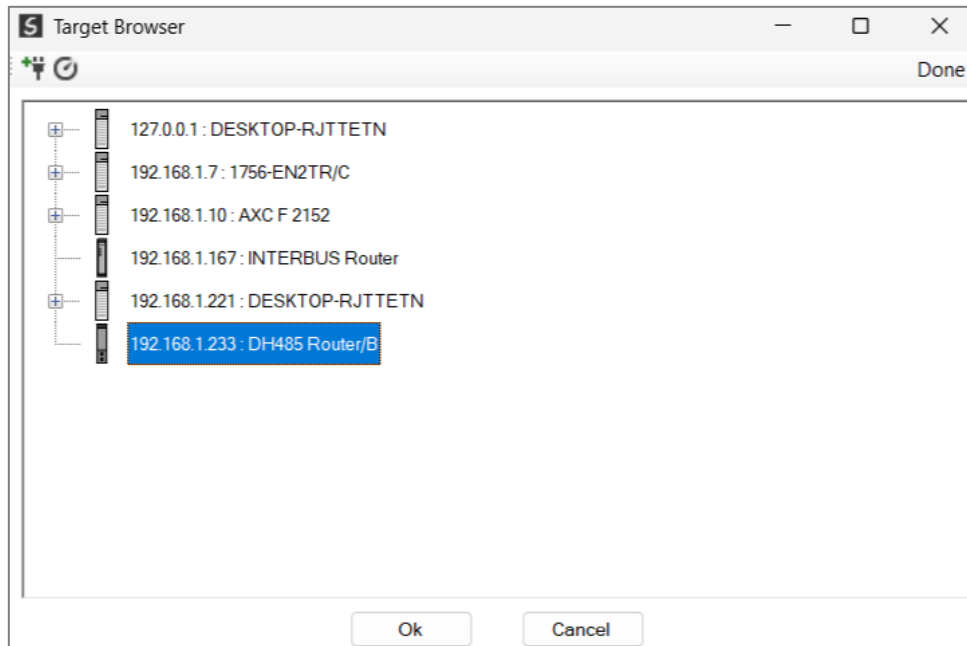 Target Browser
Done
127.0.0.1 : DESKTOP-RJTTETN
192.168.1.7 : 1756-EN2TR/C
192.168.1.10 : AXC F 2152
192.168.1.167 : INTERBUS Router
192.168.1.221 : DESKTOP-RJTTETN
192.168.1.233 : DH485 Router/B
Ok Cancel